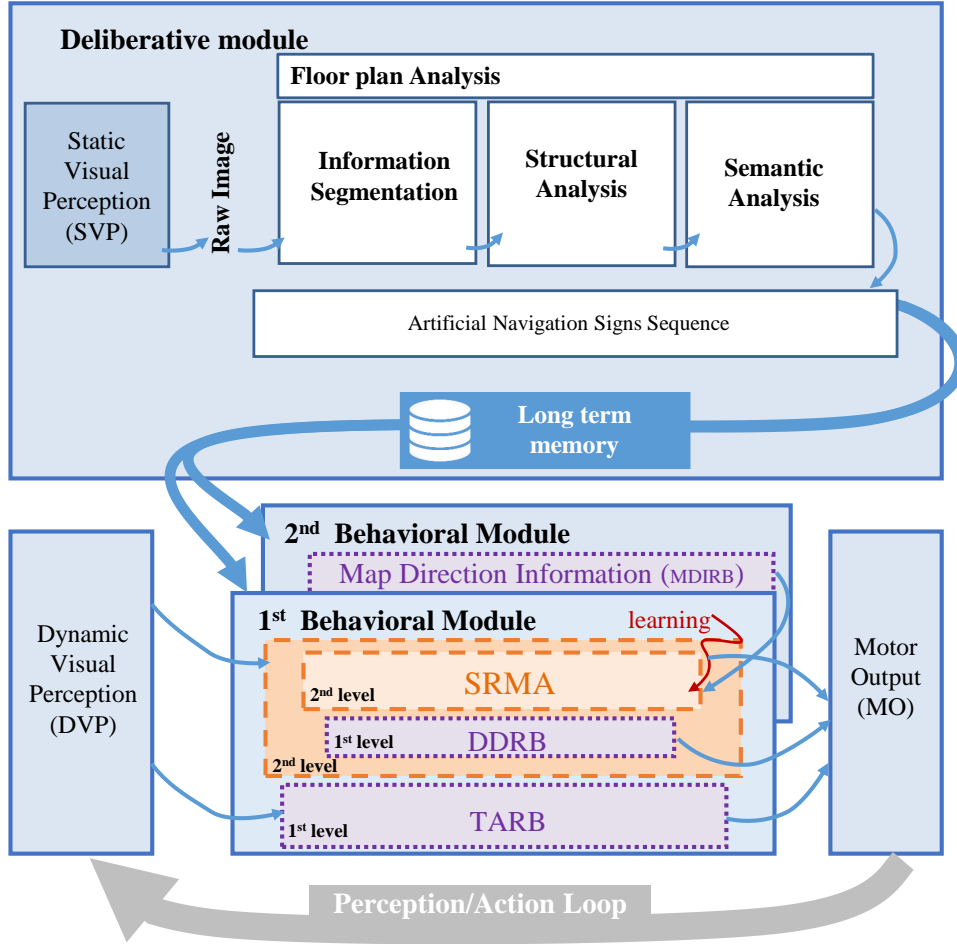 Deliberative module
Floor plan Analysis
Static
Visual
Perception
(SVP)
Raw Image
Information
Segmentation
Structural
Analysis
Semantic
Analysis
Artificial Navigation Signs Sequence
Long term
memory
2nd Behavioral Module
Map Direction Information (MDIRB)
1st Behavioral Module
learning
SRMA
2nd level
1st level
DDRB
2nd level
TARB
1st level
Dynamic
Visual
Perception
(DVP)
Motor
Output
(MO)
Perception/Action Loop